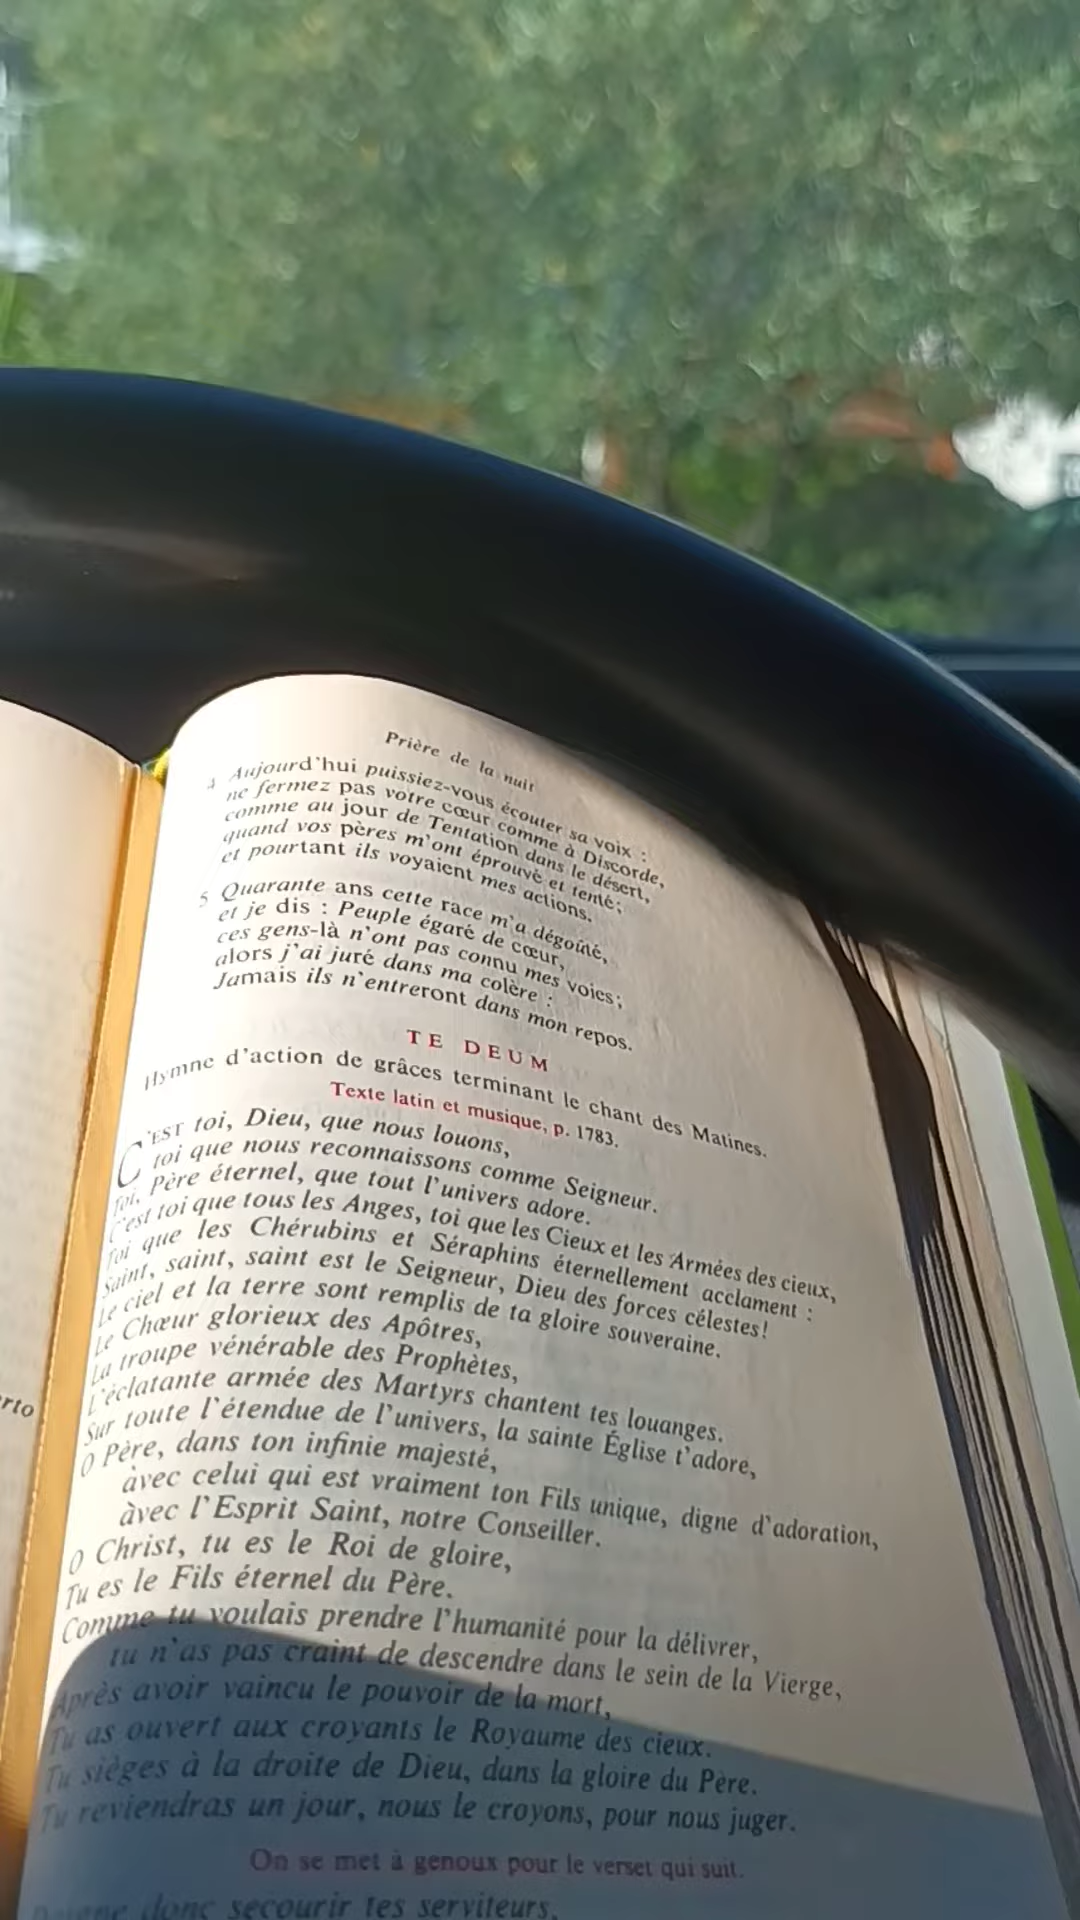 Prière de la nuit
4 Aujourd'hui puissiez-vous écouter sa voix :
ne fermez pas votre cœur comme à Discorde,
comme au jour de Tentation dans le désert,
quand vos pères m'ont éprouvé et tenté;
et pourtant ils voyaient mes actions.
5 Quarante ans cette race m'a dégoûté,
et je dis : Peuple égaré de cœur,
ces gens-là n'ont pas connu mes voies;
alors j'ai juré dans ma colère :
Jamais ils n'entreront dans mon repos.
TE DEUM
Hymne d'action de grâces terminant le chant des Matines.
Texte latin et musique, p. 1783.
C'EST toi, Dieu, que nous louons,
toi que nous reconnaissons comme Seigneur.
Toi, Père éternel, que tout l'univers adore.
C'est toi que tous les Anges, toi que les Cieux et les Armées des cieux,
Toi que les Chérubins et Séraphins éternellement acclament :
Saint, saint, saint est le Seigneur, Dieu des forces célestes!
Le ciel et la terre sont remplis de ta gloire souveraine.
Le Chœur glorieux des Apôtres,
La troupe vénérable des Prophètes,
L'éclatante armée des Martyrs chantent tes louanges.
Sur toute l'étendue de l'univers, la sainte Église t'adore,
O Père, dans ton infinie majesté,
avec celui qui est vraiment ton Fils unique, digne d'adoration,
avec l'Esprit Saint, notre Conseiller.
O Christ, tu es le Roi de gloire,
Tu es le Fils éternel du Père.
Comme tu voulais prendre l'humanité pour la délivrer,
tu n'as pas craint de descendre dans le sein de la Vierge,
Après avoir vaincu le pouvoir de la mort,
Tu as ouvert aux croyants le Royaume des cieux.
Tu sièges à la droite de Dieu, dans la gloire du Père.
Tu reviendras un jour, nous le croyons, pour nous juger.
On se met à genoux pour le verset qui suit.
donc secourir tes serviteurs,